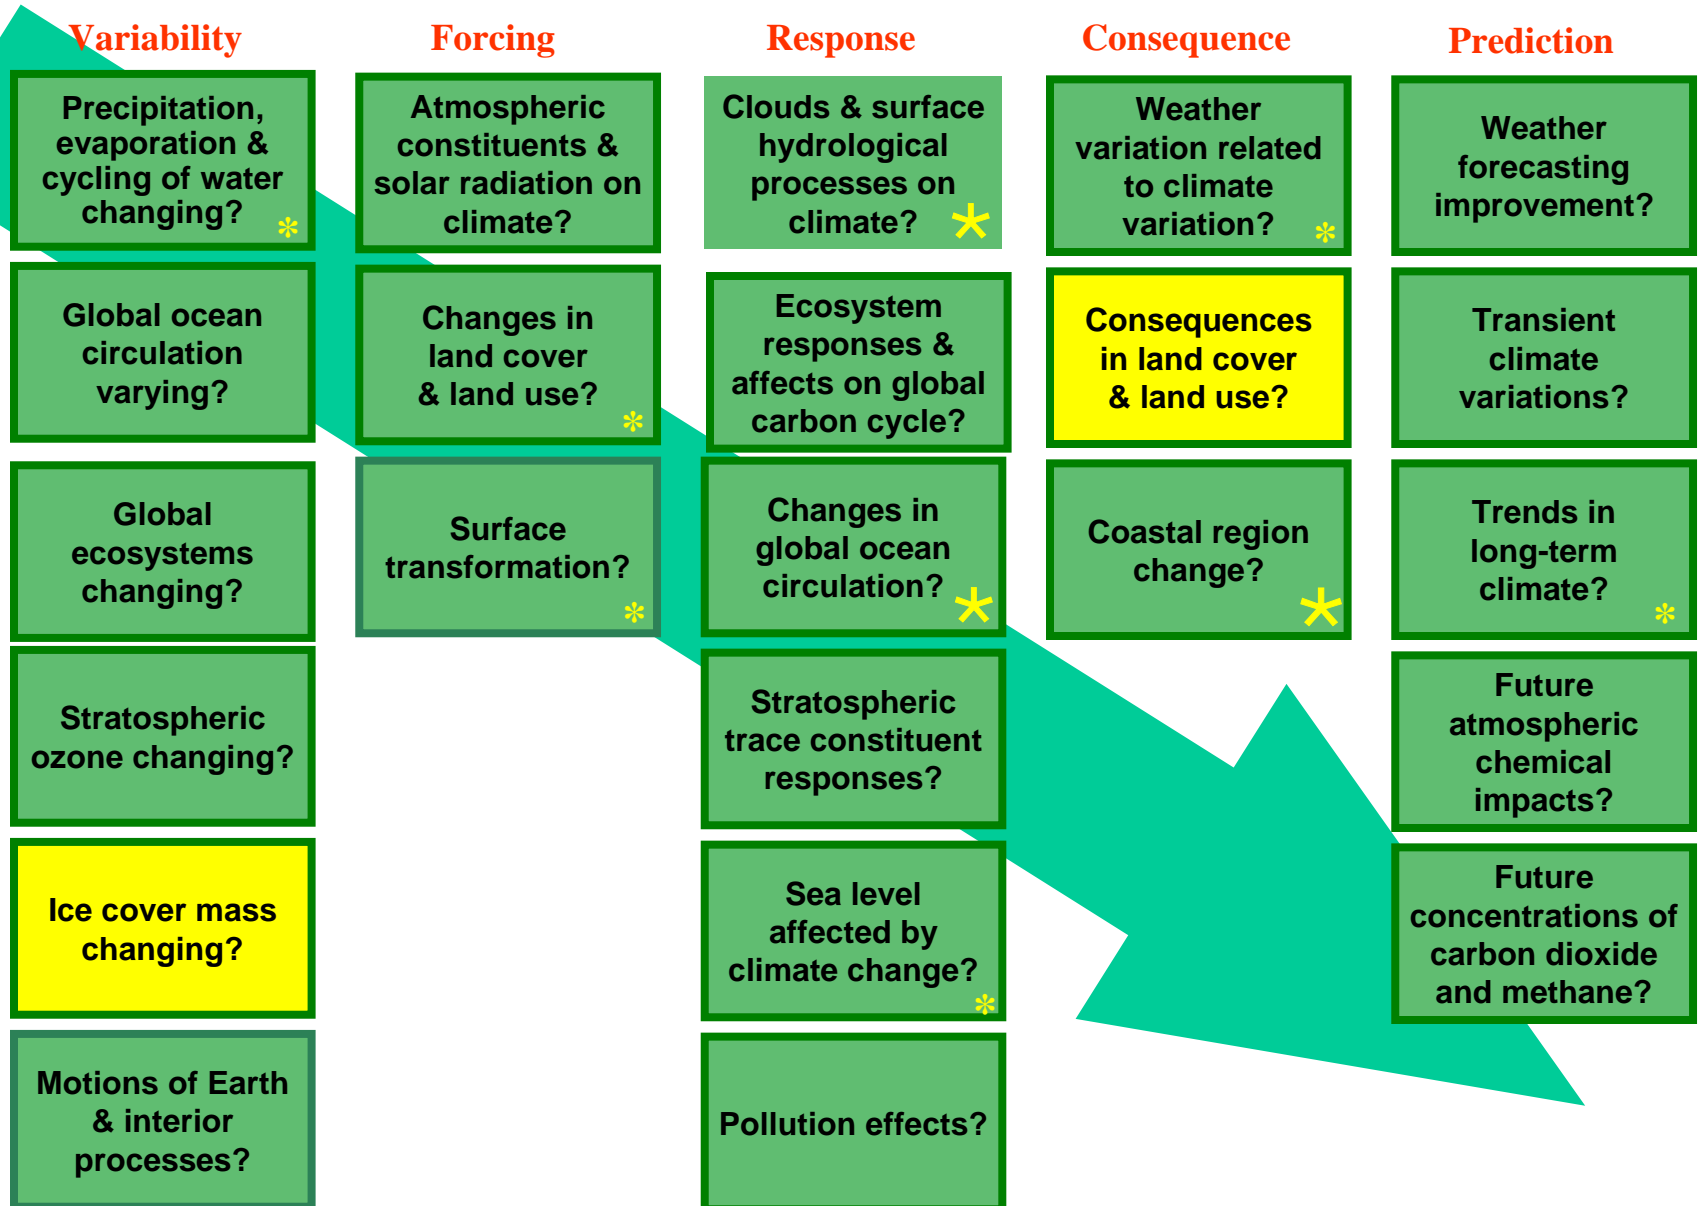 Variability
Precipitation,
evaporation &
cycling of water
changing?
*
Global ocean
circulation
varying?
Global
ecosystems
changing?
Stratospheric
ozone changing?
Ice cover mass
changing?
Motions of Earth
& interior
processes?
Forcing
Atmospheric
constituents &
solar radiation on
climate?
Changes in
land cover
& land use?
*
Surface
transformation?
*
Response
Clouds & surface
hydrological
processes on
climate?
*
Ecosystem
responses &
affects on global
carbon cycle?
Changes in
global ocean
circulation?
*
Stratospheric
trace constituent
responses?
Sea level
affected by
climate change?
*
Pollution effects?
Consequence
Weather
variation related
to climate
variation?
*
Consequences
in land cover
& land use?
Coastal region
change?
*
Prediction
Weather
forecasting
improvement?
Transient
climate
variations?
Trends in
long-term
climate?
*
Future
atmospheric
chemical
impacts?
Future
concentrations of
carbon dioxide
and methane?